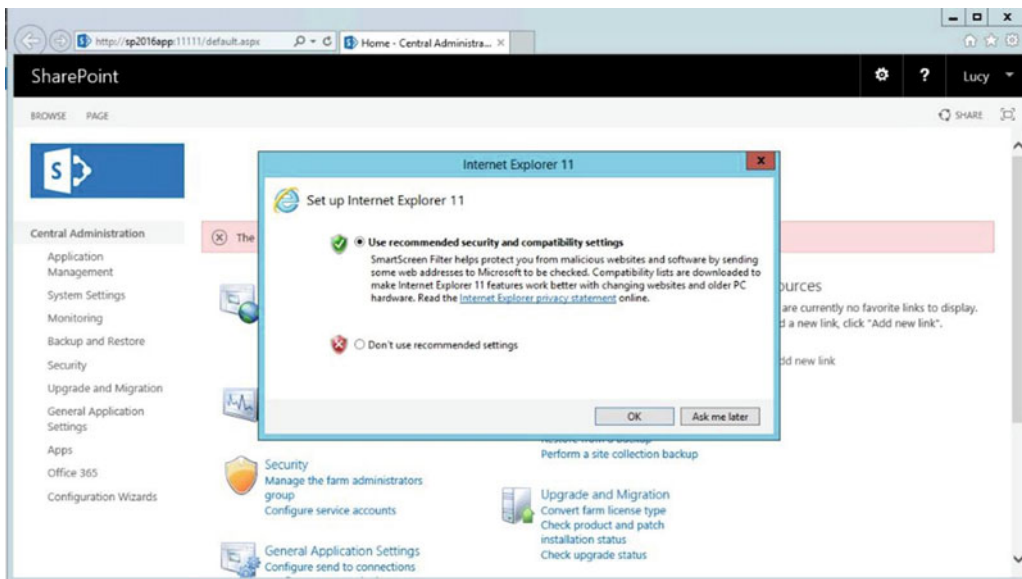 http://sp2016app:11111/default.aspx
Home - Central Administra...
SharePoint
?
Lucy
BROWSE PAGE
SHARE
S
Internet Explorer 11
Set up Internet Explorer 11
Use recommended security and compatibility settings
SmartScreen Filter helps protect you from malicious websites and software by sending
some web addresses to Microsoft to be checked. Compatibility lists are downloaded to
make Internet Explorer 11 features work better with changing websites and older PC
hardware. Read the Internet Explorer privacy statement online.
Don't use recommended settings
OK
Ask me later
Central Administration
Application
Management
System Settings
Monitoring
Backup and Restore
Security
Upgrade and Migration
General Application
Settings
Apps
Office 365
Configuration Wizards
The
are currently no favorite links to display.
a new link, click "Add new link".
new link
Perform a site collection backup
Security
Manage the farm administrators
group
Configure service accounts
Upgrade and Migration
Convert farm license type
Check product and patch
installation status
Check upgrade status
General Application Settings
Configure send to connections